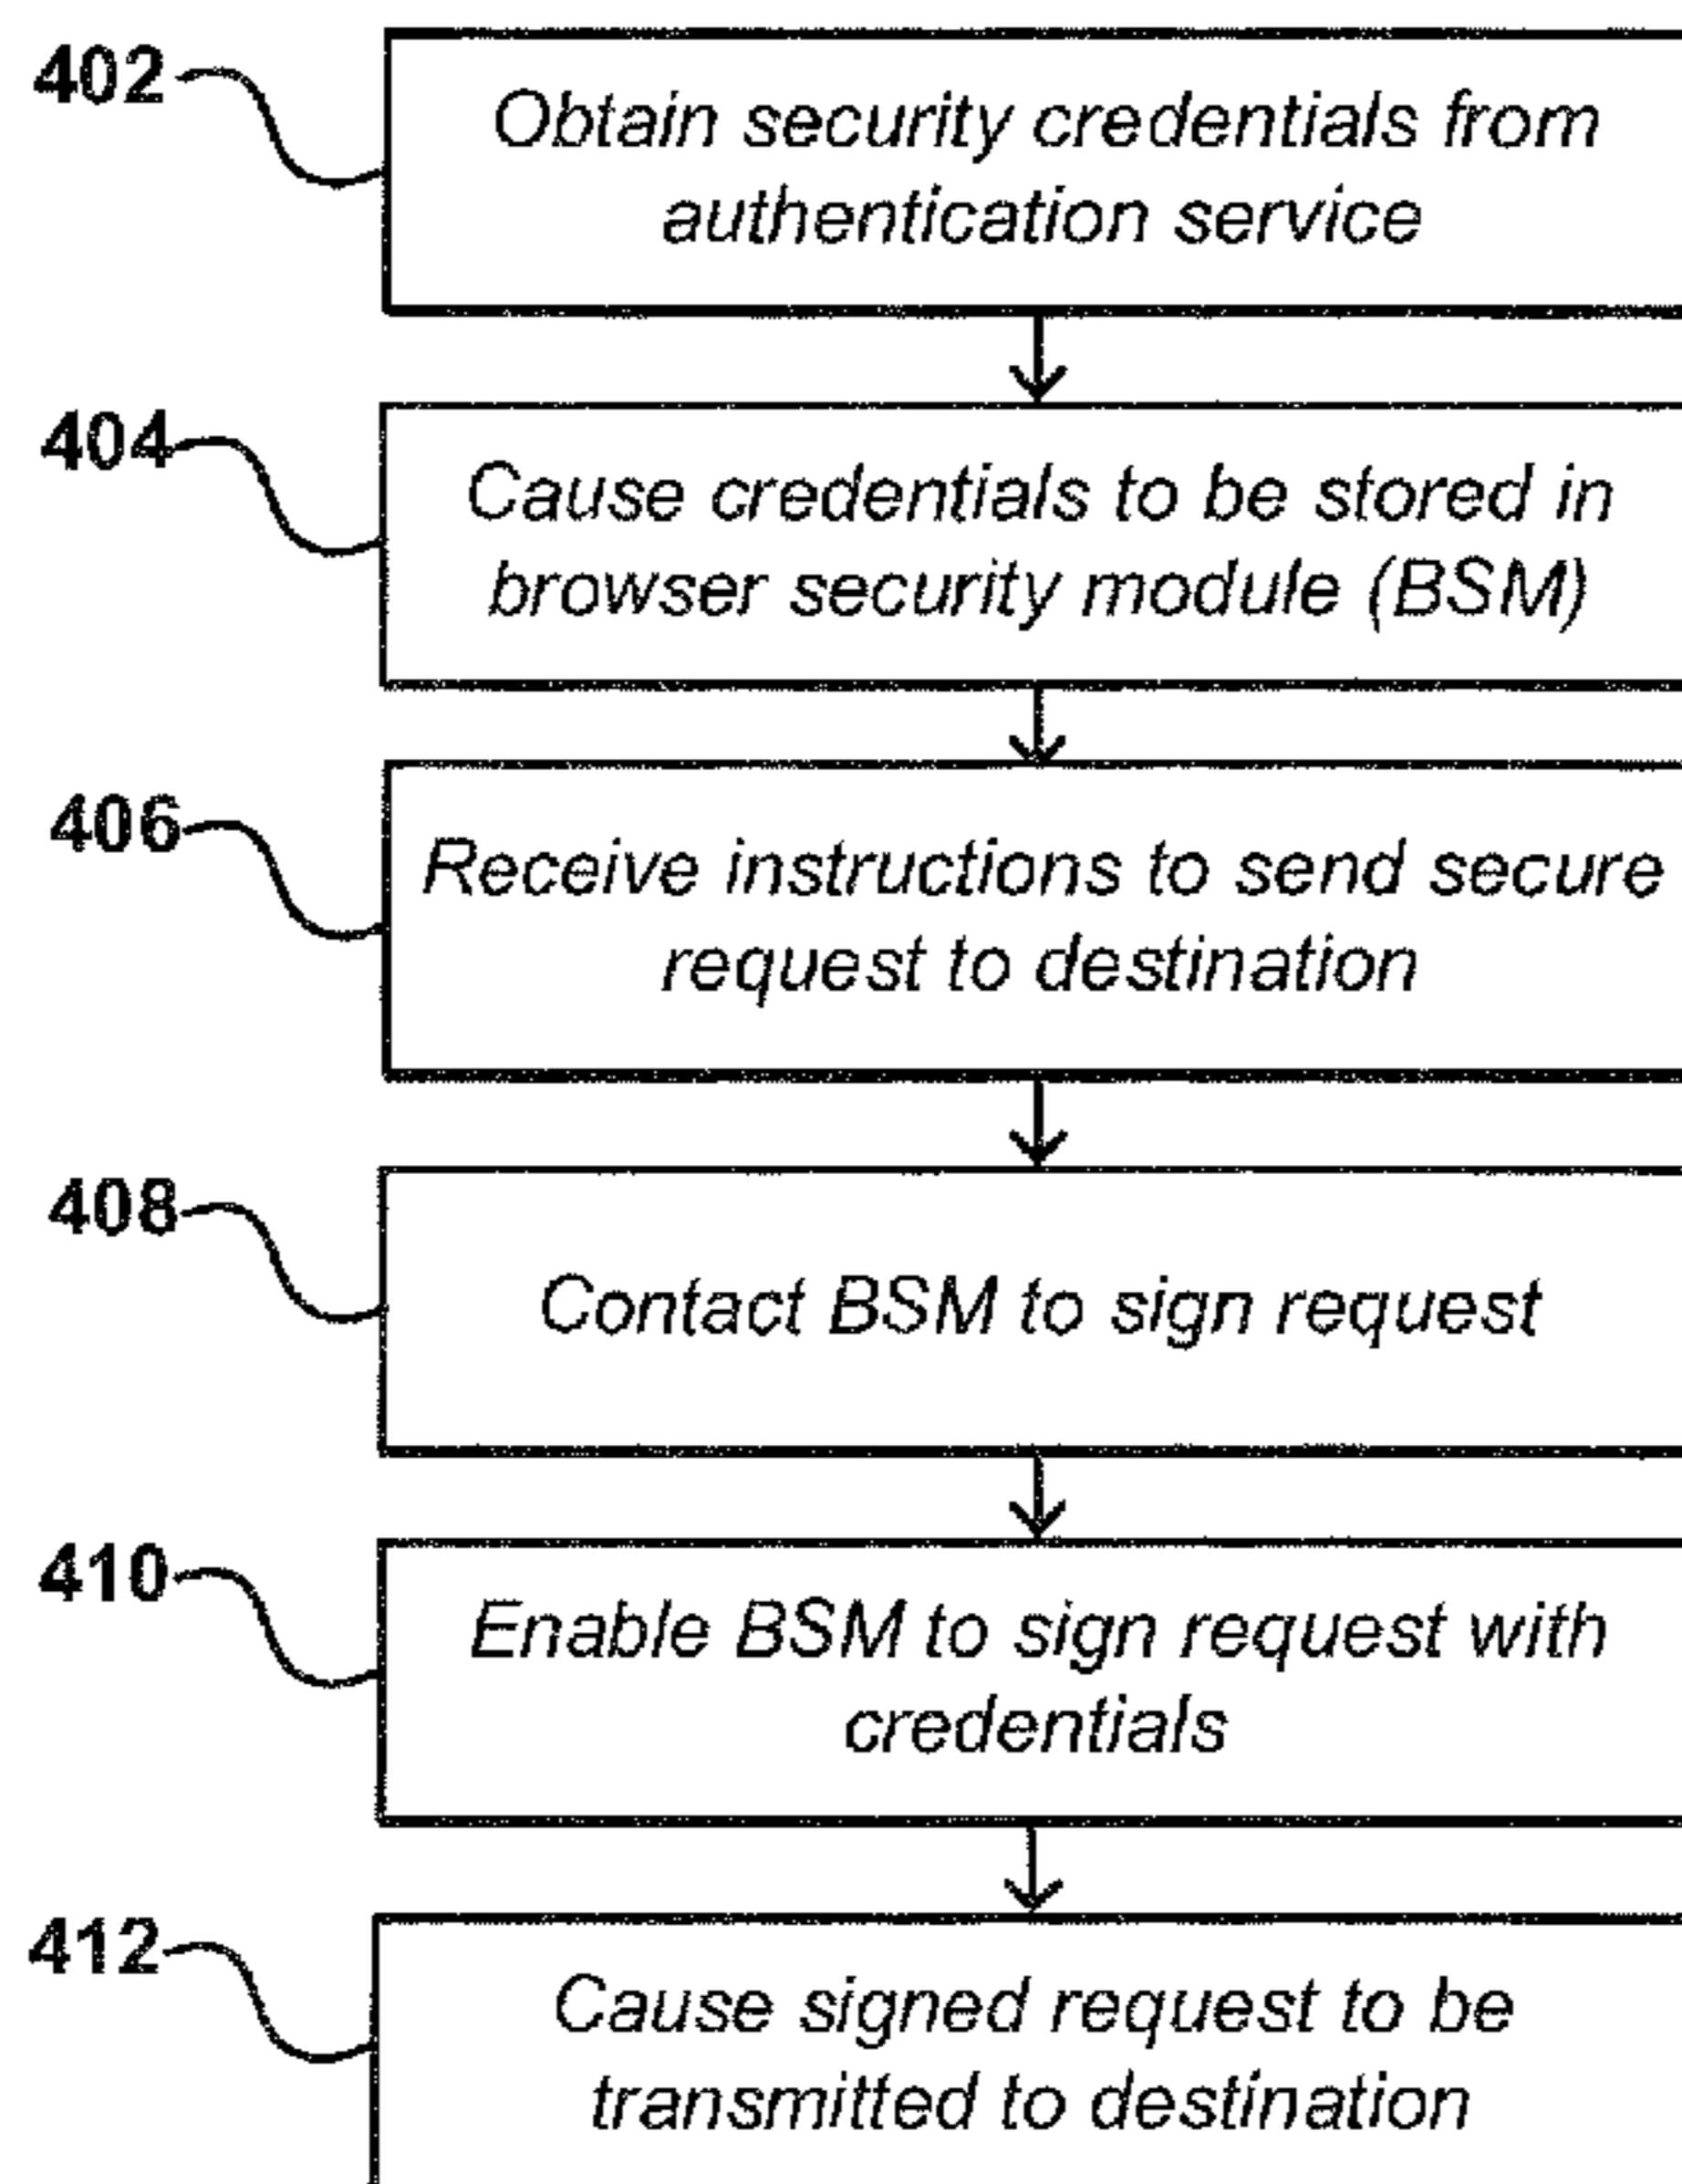 402
Obtain security credentials from
authentication service
404
Cause credentials to be stored in
browser security module (BSM)
406
Receive instructions to send secure
request to destination
408
Contact BSM to sign request
410
Enable BSM to sign request with
credentials
412
Cause signed request to be
transmitted to destination